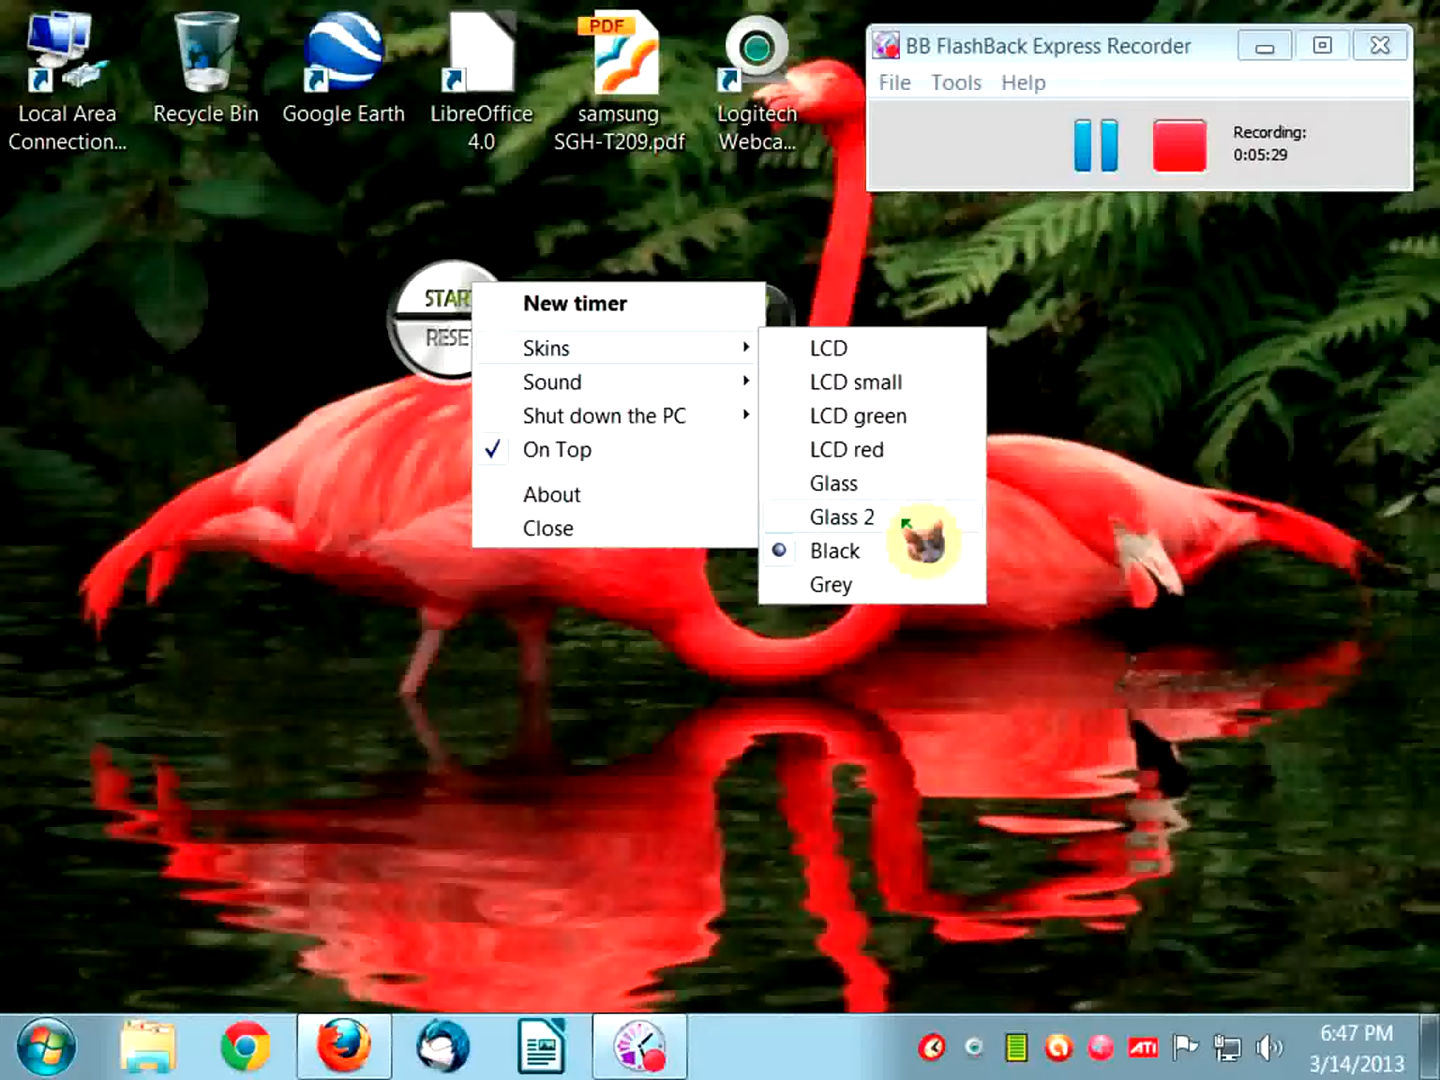 Local Area
Connection...
Recycle Bin
Google Earth
LibreOffice
4.0
PDF
samsung
SGH-T209.pdf
Logitech
Webca...
BB FlashBack Express Recorder
File Tools Help
Recording:
0:05:29
START
RESE
New timer
Skins
Sound
Shut down the PC
On Top
About
Close
LCD
LCD small
LCD green
LCD red
Glass
Glass 2
Black
Grey
ATI
6:47 PM
3/14/2013